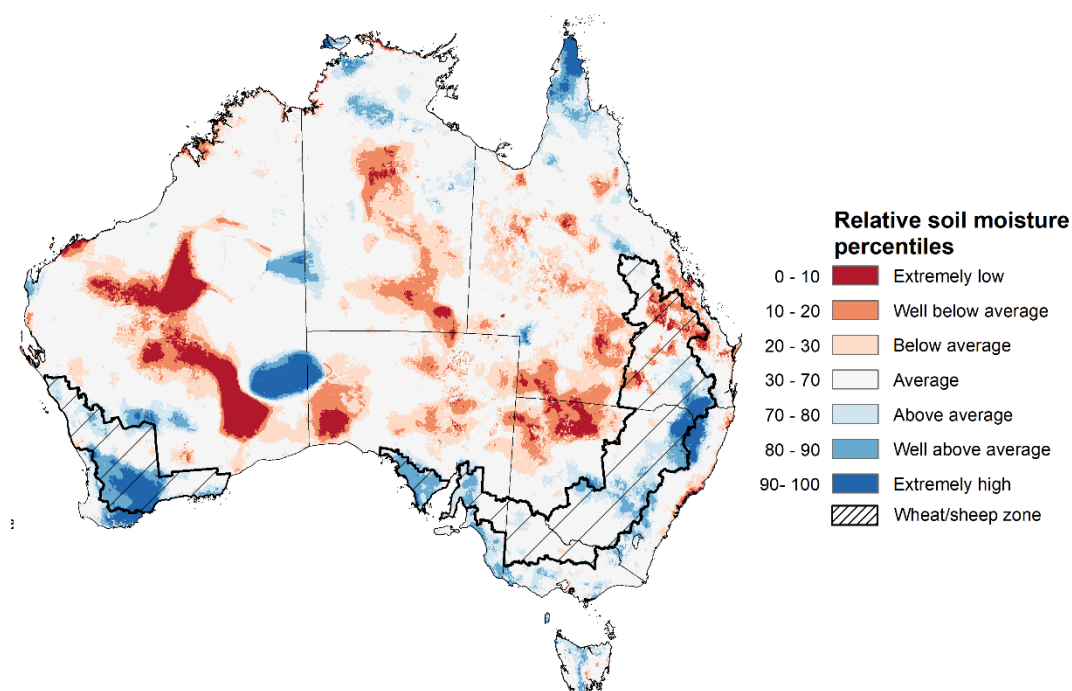 Relative soil moisture
percentiles
0 - 10 Extremely low
10 - 20 Well below average
20 - 30 Below average
30 - 70 Average
70 - 80 Above average
80 - 90 Well above average
90- 100 Extremely high
Wheat/sheep zone